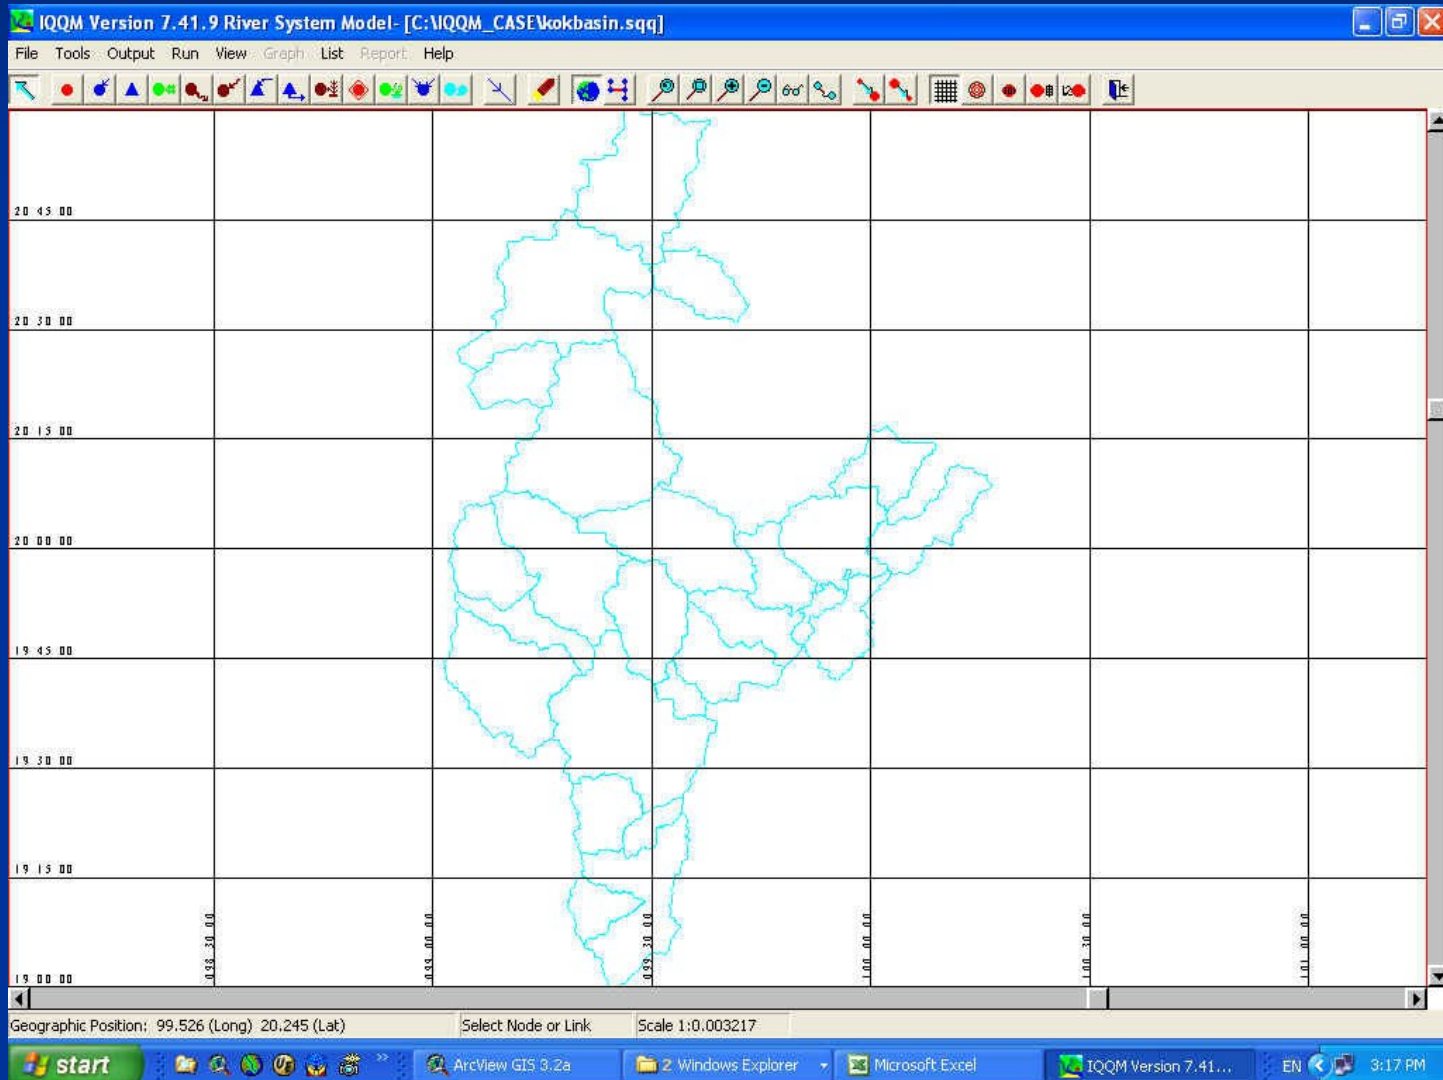 IQQM Version 7.41.9 River System Model- [C:\IQQM_CASE\kokbasin.sqq]
File Tools Output Run View Graph List Report Help
20 45 00
20 30 00
20 15 00
20 00 00
19 45 00
19 30 00
19 15 00
19 00 00
098 30 00
099 00 00
099 30 00
100 00 00
100 30 00
101 00 00
Geographic Position: 99.526 (Long) 20.245 (Lat) Select Node or Link Scale 1:0.003217
start ArcView GIS 3.2a 2 Windows Explorer Microsoft Excel IQQM Version 7.41... EN 3:17 PM